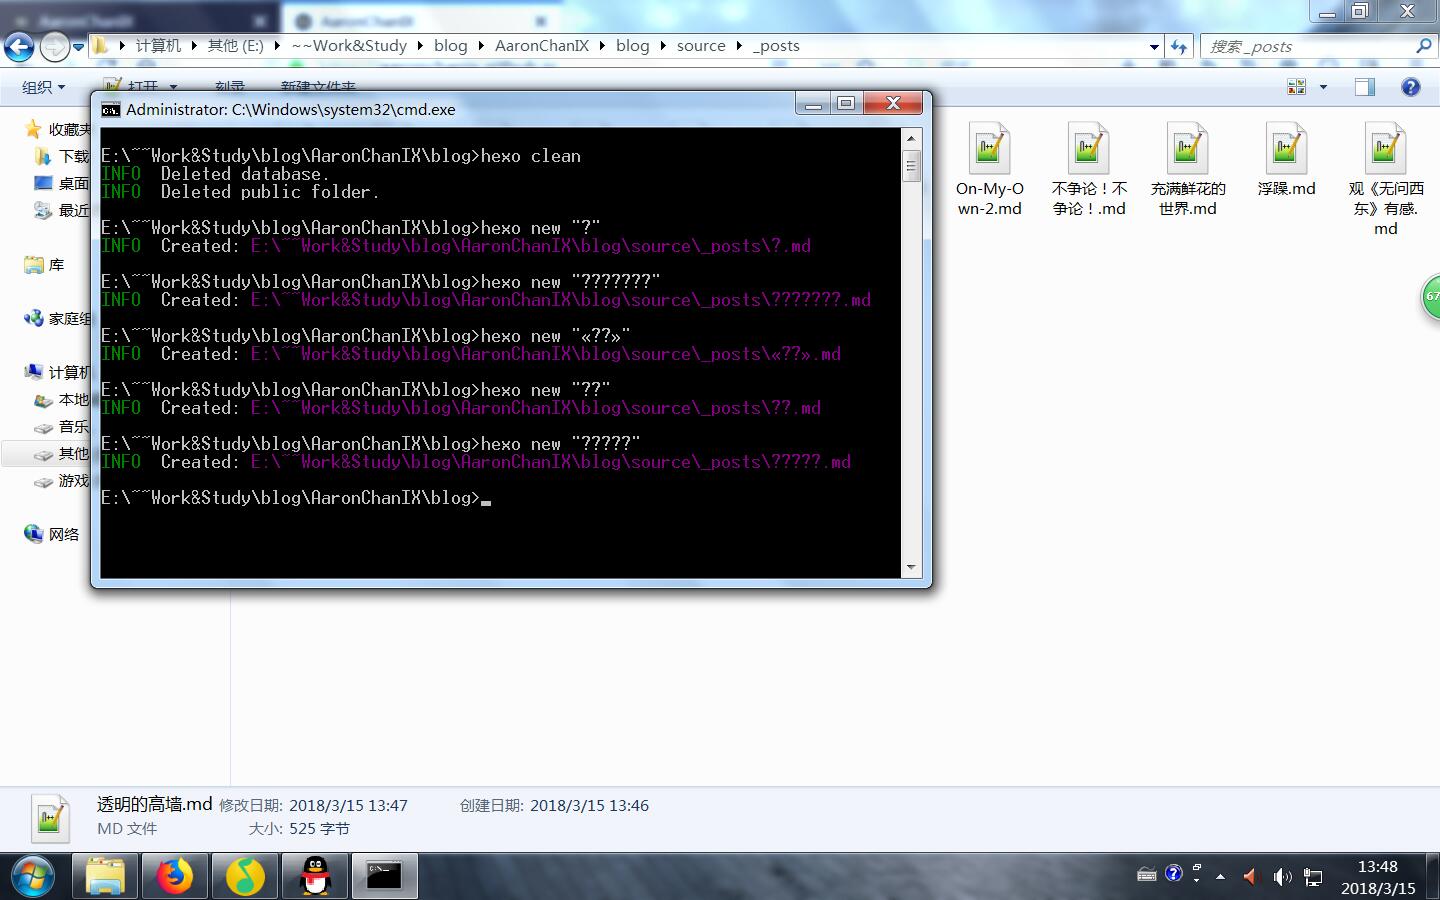 计算机 其他 (E:) ~~Work&Study blog AaronChanIX blog source _posts
搜索 _posts
组织 打开 刻录 新建文件夹
Administrator: C:\Windows\system32\cmd.exe
E:\~~Work&Study\blog\AaronChanIX\blog>hexo clean
INFO  Deleted database.
INFO  Deleted public folder.
E:\~~Work&Study\blog\AaronChanIX\blog>hexo new "?"
INFO  Created: E:\~~Work&Study\blog\AaronChanIX\blog\source\_posts\?.md
E:\~~Work&Study\blog\AaronChanIX\blog>hexo new "???????"
INFO  Created: E:\~~Work&Study\blog\AaronChanIX\blog\source\_posts\???????.md
E:\~~Work&Study\blog\AaronChanIX\blog>hexo new "«??»"
INFO  Created: E:\~~Work&Study\blog\AaronChanIX\blog\source\_posts\«??».md
E:\~~Work&Study\blog\AaronChanIX\blog>hexo new "??"
INFO  Created: E:\~~Work&Study\blog\AaronChanIX\blog\source\_posts\??.md
E:\~~Work&Study\blog\AaronChanIX\blog>hexo new "?????"
INFO  Created: E:\~~Work&Study\blog\AaronChanIX\blog\source\_posts\?????.md
E:\~~Work&Study\blog\AaronChanIX\blog>
收藏夹
下载
桌面
最近
库
家庭组
计算机
本地
音乐
其他
游戏
网络
On-My-O
wn-2.md
不争论！不
争论！.md
充满鲜花的
世界.md
浮躁.md
观《无问西
东》有感.
md
67
透明的高墙.md 修改日期: 2018/3/15 13:47 创建日期: 2018/3/15 13:46
MD 文件 大小: 525 字节
13:48
2018/3/15